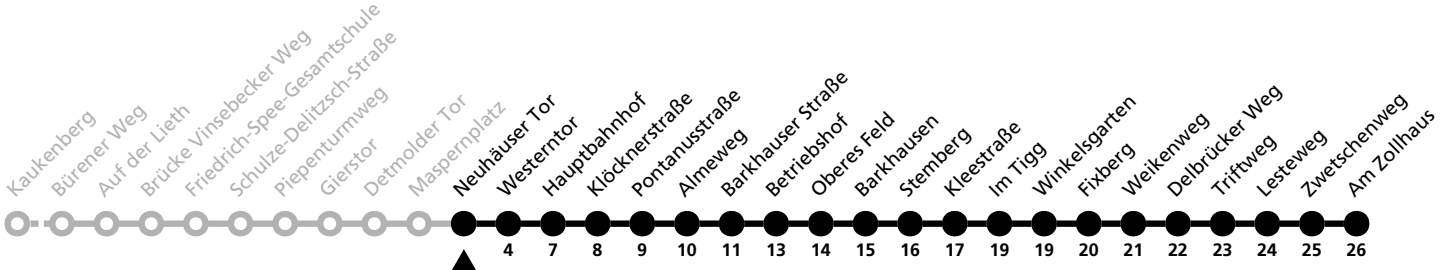 Kaukenberg
Bürener Weg
Auf der Lieth
Brücke Vinsebecker Weg
Friedrich-Spee-Gesamtschule
Schulze-Delitzsch-Straße
Piepenturmweg
Gierstor
Detmolder Tor
Maspernplatz
Neuhäuser Tor
Westerntor
Hauptbahnhof
Klöcknerstraße
Pontanusstraße
Almeweg
Barkhauser Straße
Betriebshof
Oberes Feld
Barkhausen
Sternberg
Kleestraße
Im Tigg
Winkelsgarten
Fixberg
Weikenweg
Delbrücker Weg
Triftweg
Lesteweg
Zwetschenweg
Am Zollhaus
4 7 8 9 10 11 13 14 15 16 17 19 19 20 21 22 23 24 25 26